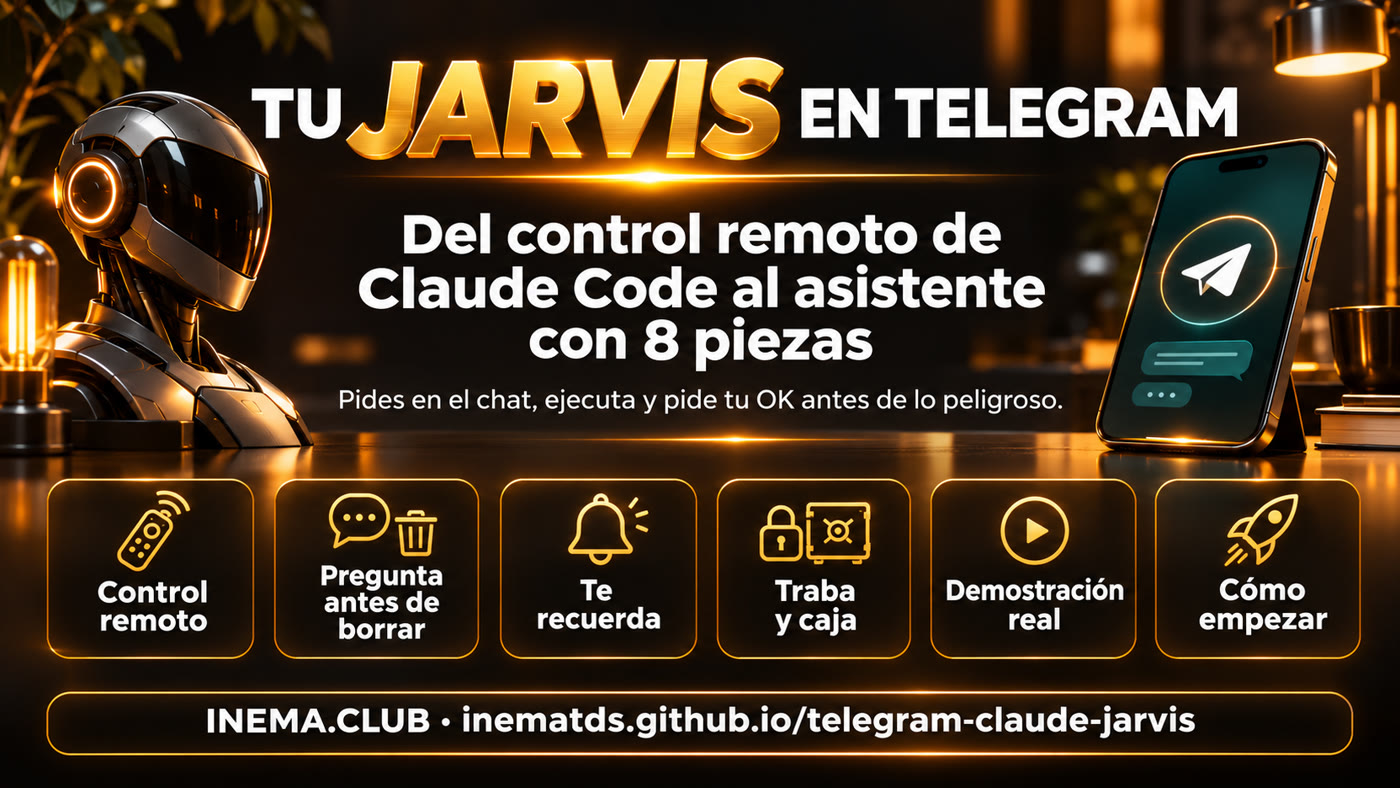 TU JARVIS EN TELEGRAM
Del control remoto de
Claude Code al asistente
con 8 piezas
Pides en el chat, ejecuta y pide tu OK antes de lo peligroso.
Control
remoto
Pregunta
antes de
borrar
Te
recuerda
Traba
y caja
Demostración
real
Cómo
empezar
INEMA.CLUB • inematds.github.io/telegram-claude-jarvis